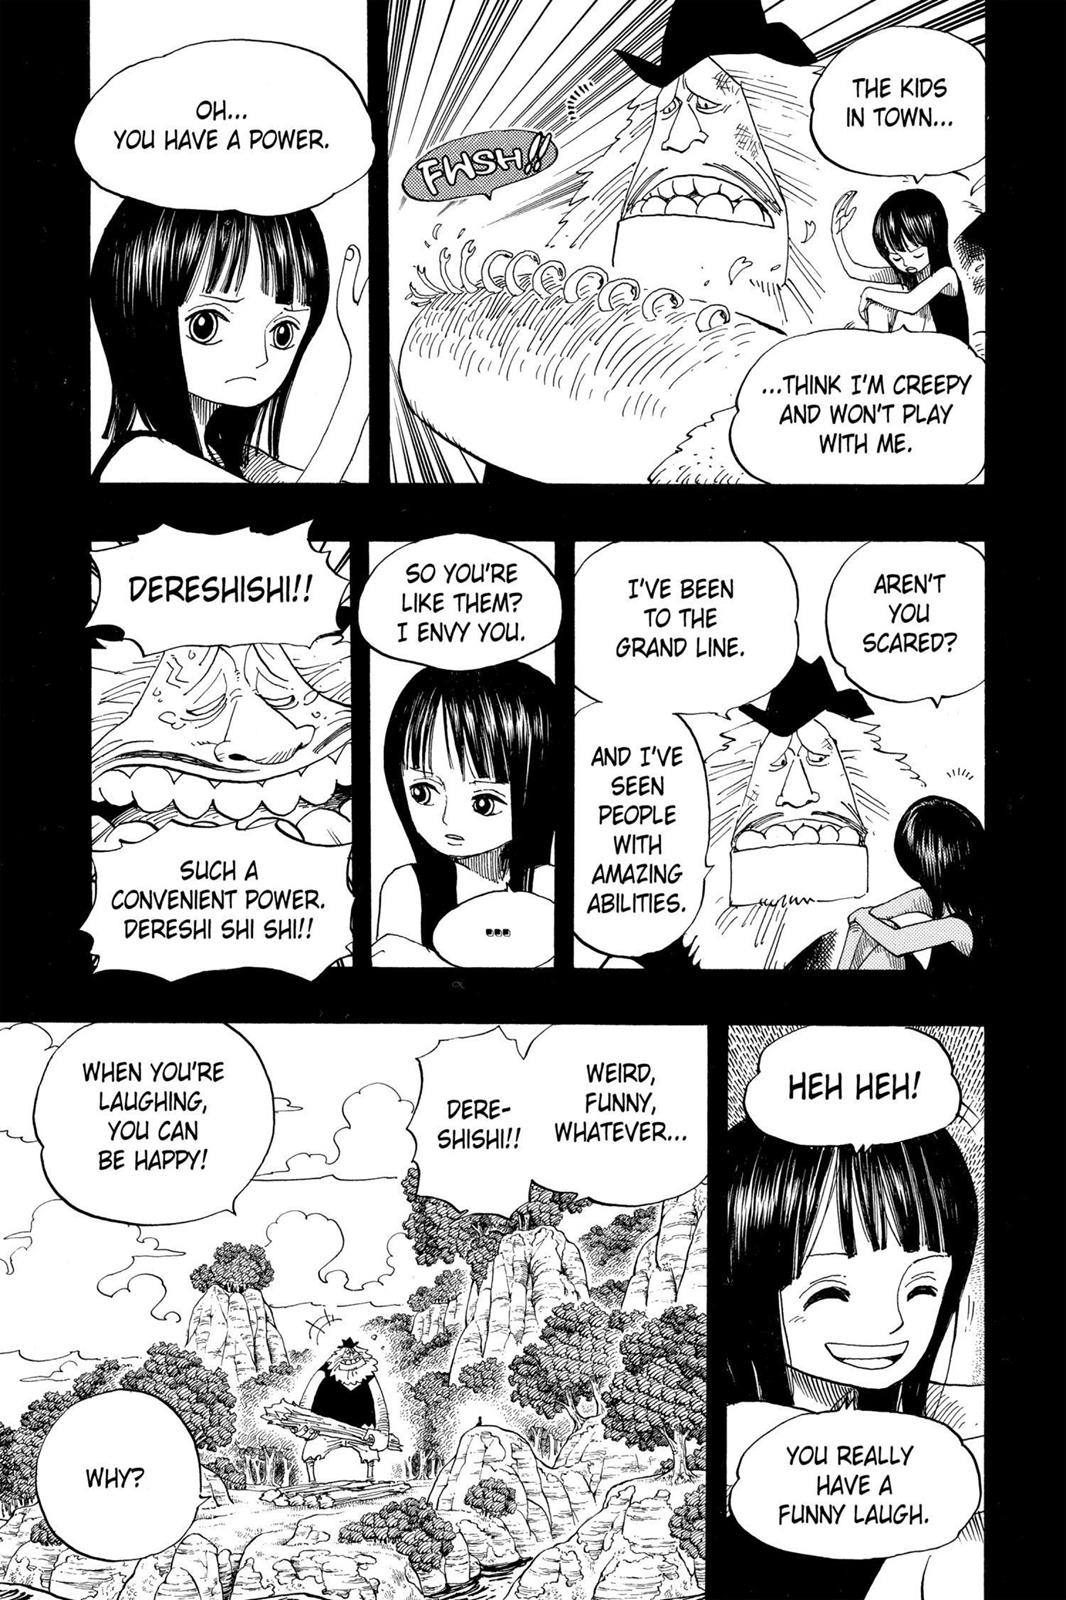 THE KIDS
IN TOWN...
FWSH!!
...THINK I'M CREEPY
AND WON'T PLAY
WITH ME.
OH...
YOU HAVE A POWER.
AREN'T
YOU
SCARED?
I'VE BEEN
TO THE
GRAND LINE.
AND I'VE
SEEN
PEOPLE
WITH
AMAZING
ABILITIES.
SO YOU'RE
LIKE THEM?
I ENVY YOU.
...
DERESHISHI!!
SUCH A
CONVENIENT POWER.
DERESHI SHI SHI!!
HEH HEH!
YOU REALLY
HAVE A
FUNNY LAUGH.
WEIRD,
FUNNY,
WHATEVER...
DERE-
SHISHI!!
WHEN YOU'RE
LAUGHING,
YOU CAN
BE HAPPY!
WHY?